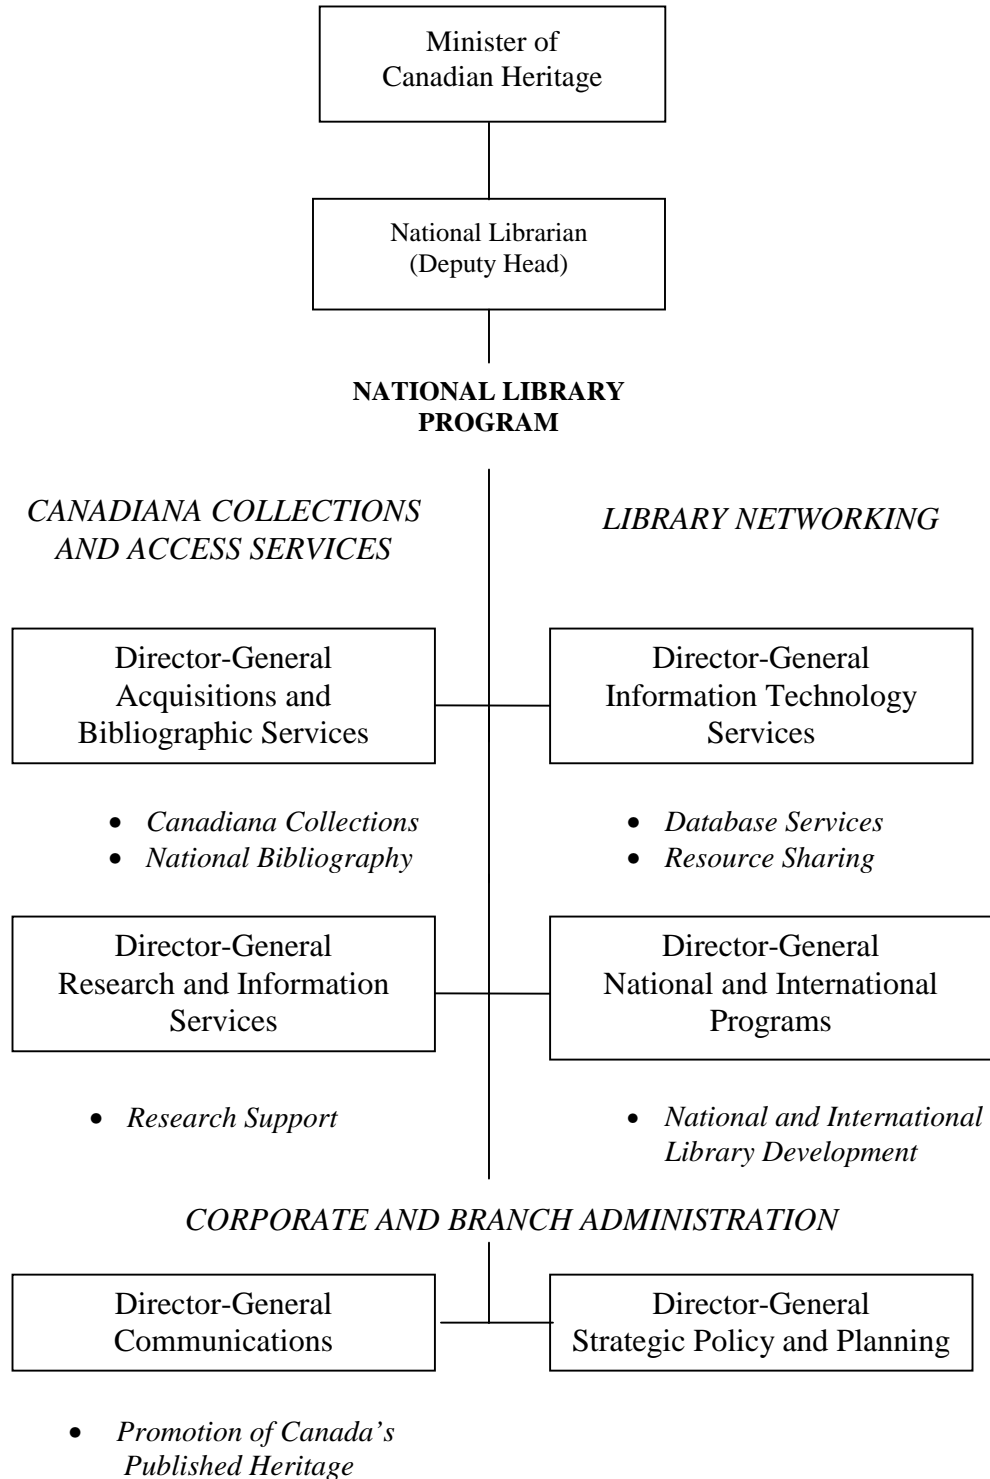 Minister of
Canadian Heritage
National Librarian
(Deputy Head)
NATIONAL LIBRARY
PROGRAM
CANADIANA COLLECTIONS
AND ACCESS SERVICES
LIBRARY NETWORKING
Director-General
Acquisitions and
Bibliographic Services
Director-General
Information Technology
Services
• Canadiana Collections
• National Bibliography
• Database Services
• Resource Sharing
Director-General
Research and Information
Services
Director-General
National and International
Programs
• Research Support
• National and International
Library Development
CORPORATE AND BRANCH ADMINISTRATION
Director-General
Communications
Director-General
Strategic Policy and Planning
• Promotion of Canada’s
Published Heritage